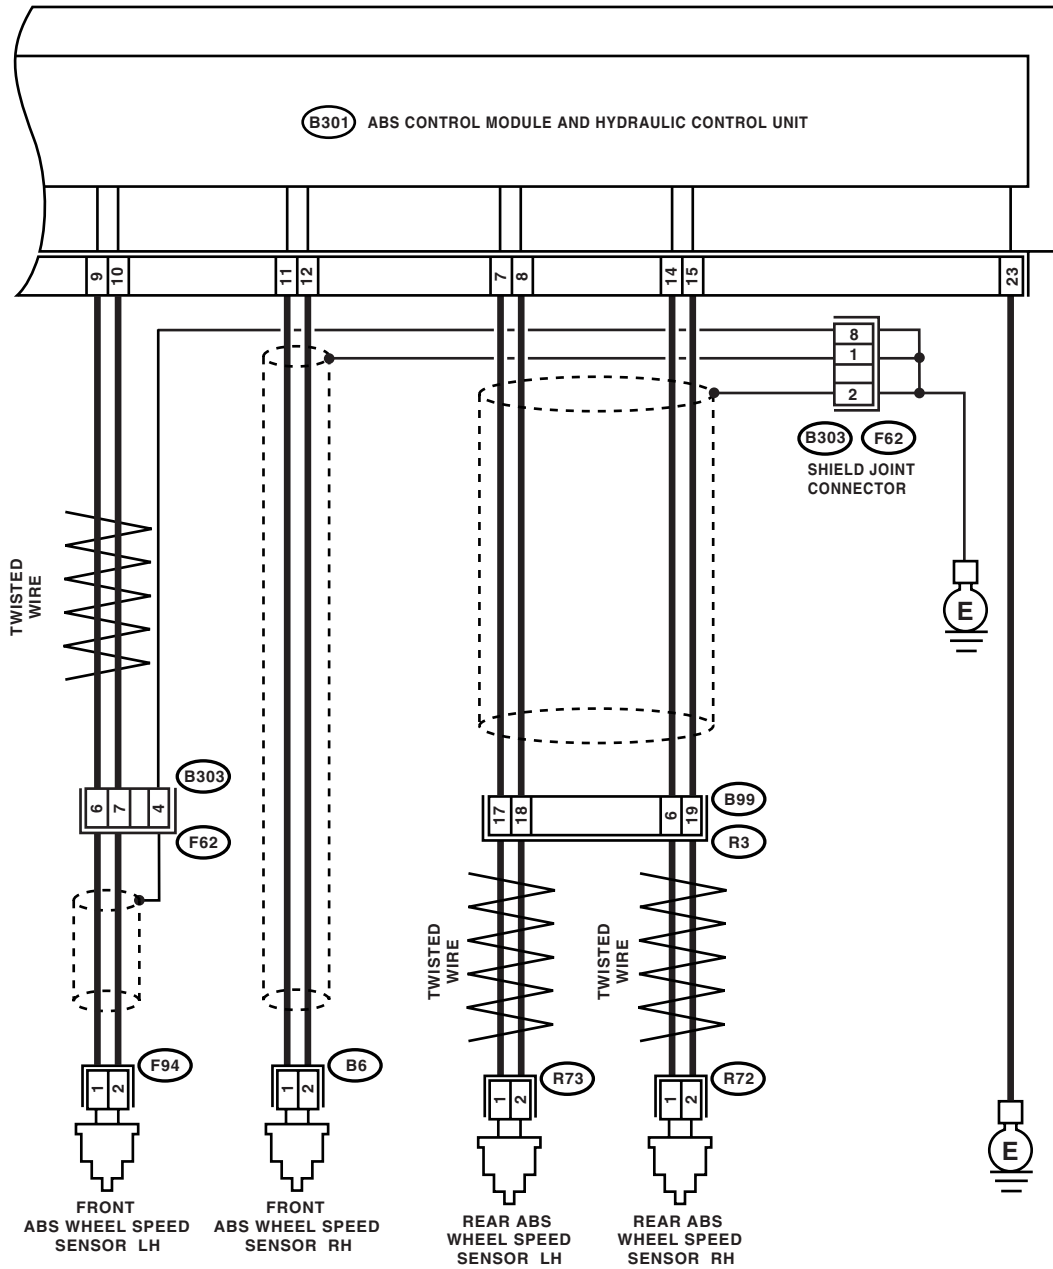 B301 ABS CONTROL MODULE AND HYDRAULIC CONTROL UNIT
9 10 11 12 7 8 14 15 23
8
1
2
B303 F62
SHIELD JOINT
CONNECTOR
TWISTED
WIRE
E
B303
6 7 4
F62
B99
17 18 6 19
R3
TWISTED
WIRE
TWISTED
WIRE
F94 B6 R73 R72
1 2 1 2 1 2 1 2
E
FRONT
ABS WHEEL SPEED
SENSOR LH
FRONT
ABS WHEEL SPEED
SENSOR RH
REAR ABS
WHEEL SPEED
SENSOR LH
REAR ABS
WHEEL SPEED
SENSOR RH